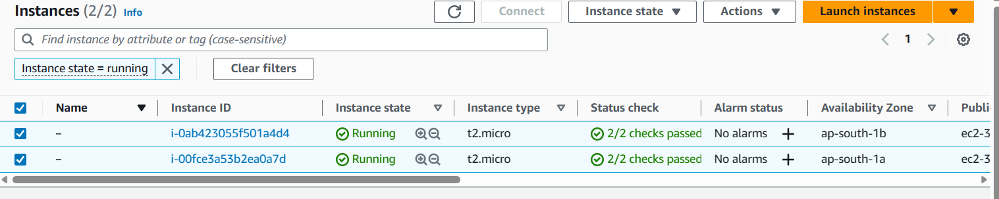 Instances (2/2) Info Connect Instance state Actions Launch instances
Find instance by attribute or tag (case-sensitive) 1
Instance state = running Clear filters
Name Instance ID Instance state Instance type Status check Alarm status Availability Zone Public
– i-0ab423055f501a4d4 Running t2.micro 2/2 checks passed No alarms ap-south-1b ec2-3
– i-00fce3a53b2ea0a7d Running t2.micro 2/2 checks passed No alarms ap-south-1a ec2-3